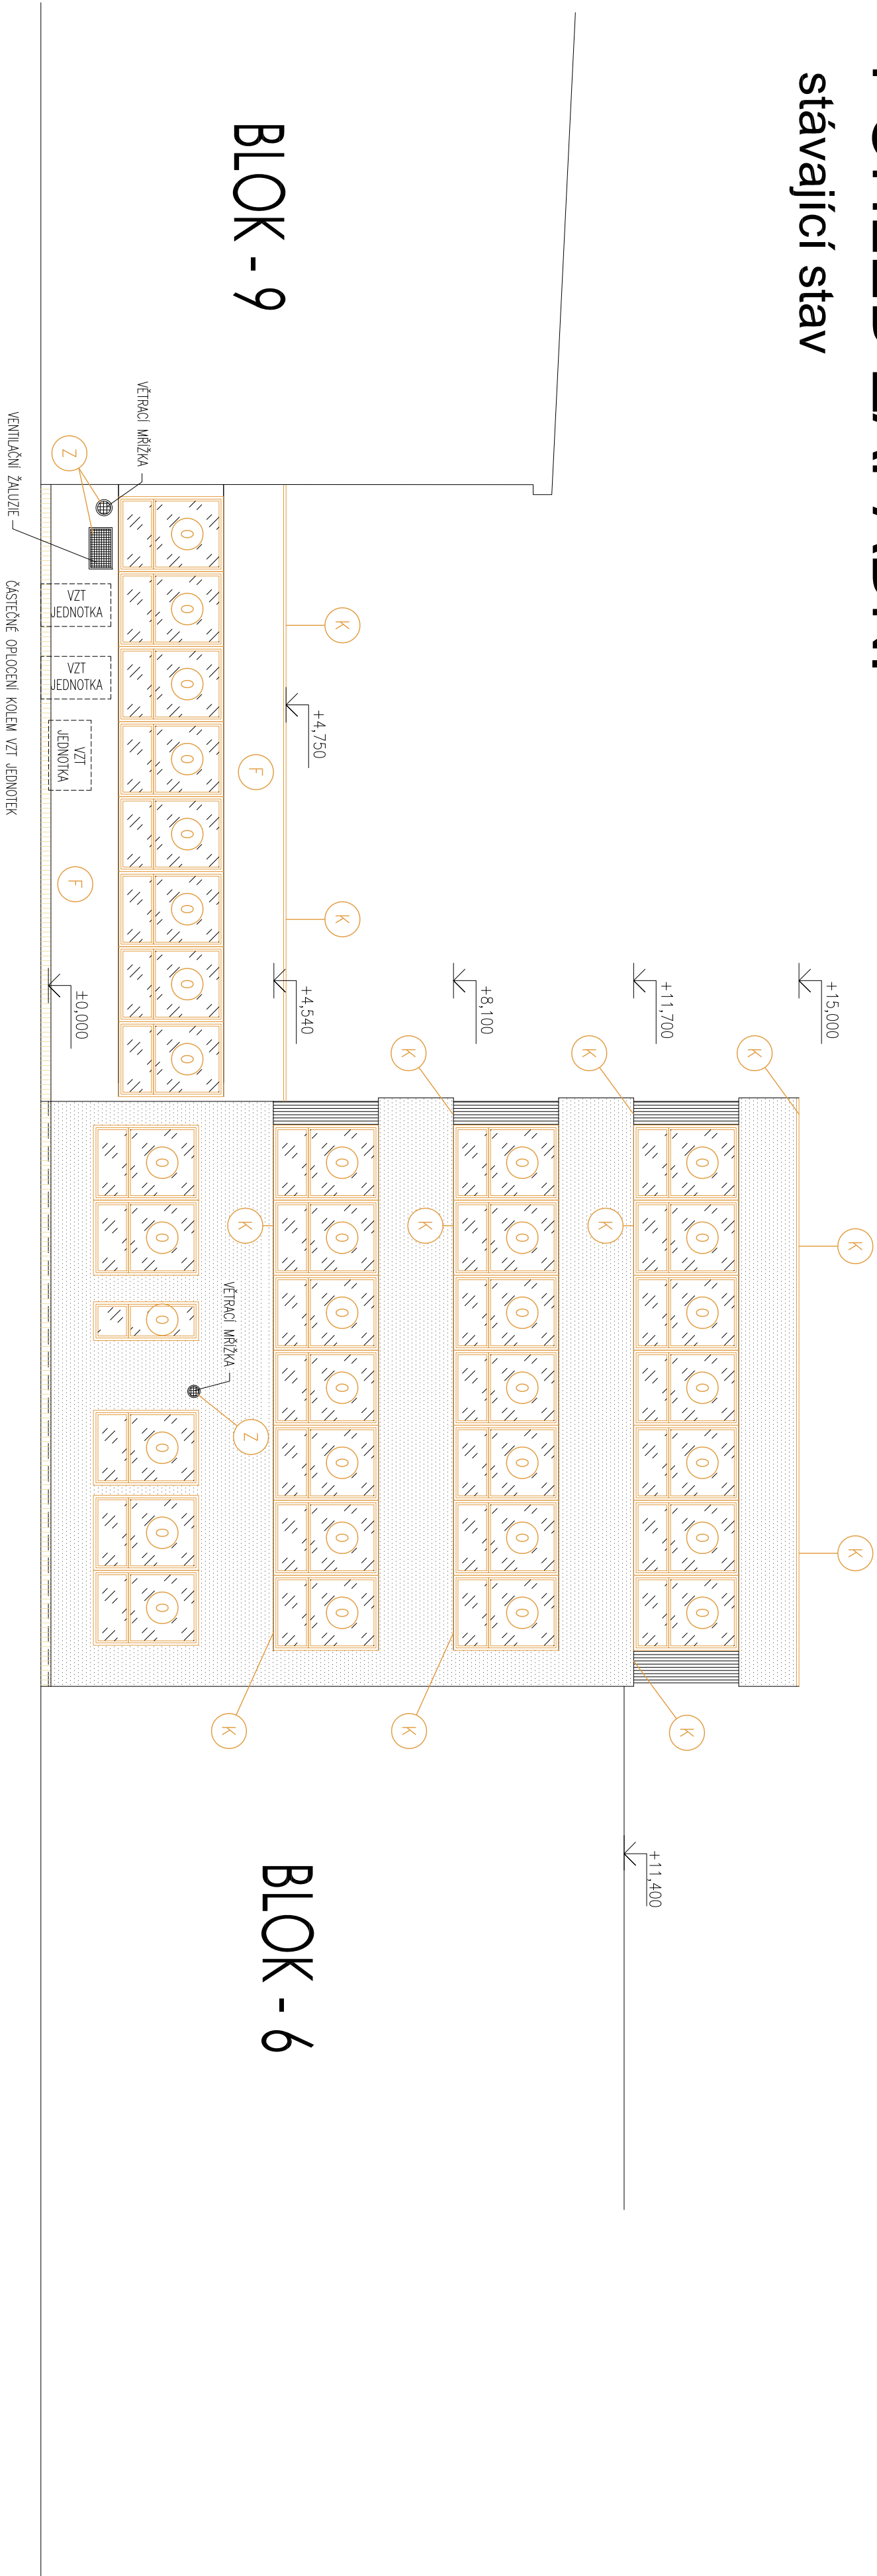 stávající stav
BLOK - 9
BLOK - 6
+15,000
+11,700
+8,100
+4,540
±0,000
+4,750
+11,400
K
K
K
K
K
K
K
K
K
K
K
K
K
F
F
Z
Z
VĚTRACÍ MŘÍŽKA
VENTILAČNÍ ŽALUZIE
ČÁSTEČNÉ OPLOCENÍ KOLEM VZT JEDNOTEK
VZT
JEDNOTKA
VZT
JEDNOTKA
VZT
JEDNOTKA
VĚTRACÍ MŘÍŽKA
O O O O O O O O
O O O O O O O
O O O O O O O
O O O O O O O
O O O O O O